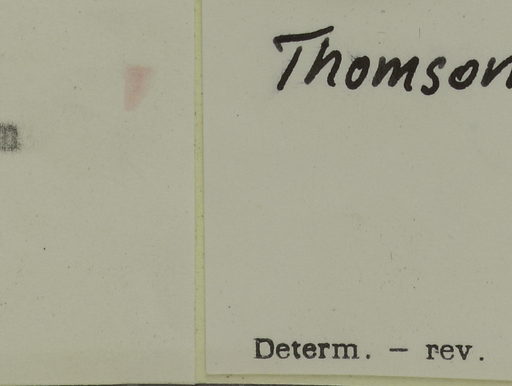 Thomson
Determ. — rev.